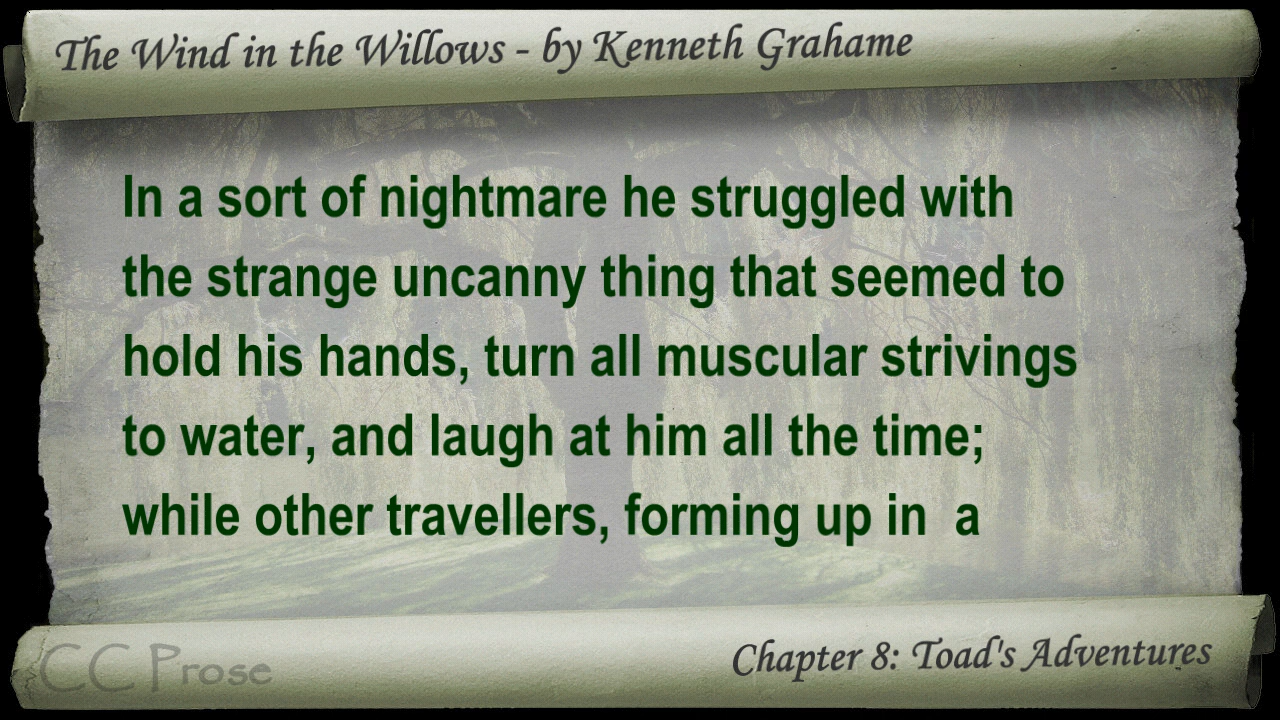 The Wind in the Willows - by Kenneth Grahame
In a sort of nightmare he struggled with
the strange uncanny thing that seemed to
hold his hands, turn all muscular strivings
to water, and laugh at him all the time;
while other travellers, forming up in  a
CC Prose
Chapter 8: Toad's Adventures